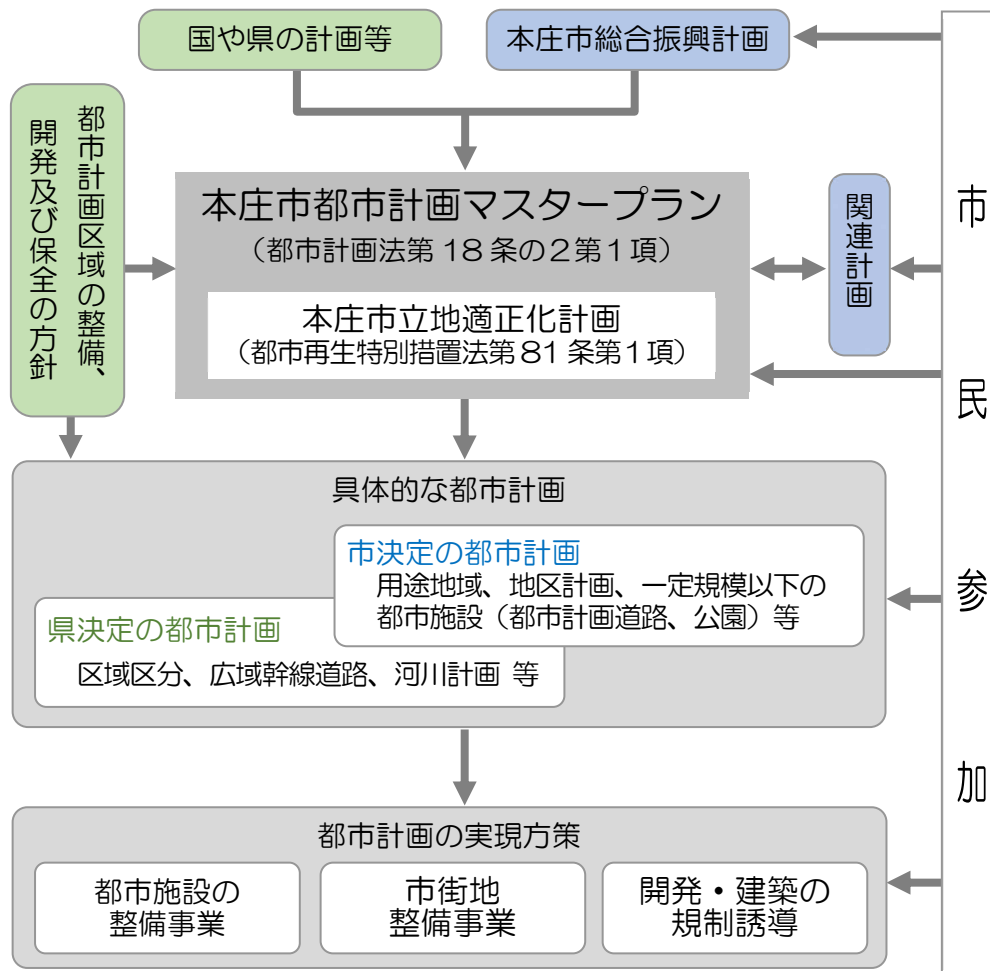 国や県の計画等
本庄市総合振興計画
都市計画区域の整備、
開発及び保全の方針
本庄市都市計画マスタープラン
（都市計画法第18条の２第１項）
本庄市立地適正化計画
（都市再生特別措置法第81条第１項）
関連計画
市民参加
具体的な都市計画
市決定の都市計画
用途地域、地区計画、一定規模以下の
都市施設（都市計画道路、公園）等
県決定の都市計画
区域区分、広域幹線道路、河川計画 等
都市計画の実現方策
都市施設の
整備事業
市街地
整備事業
開発・建築の
規制誘導